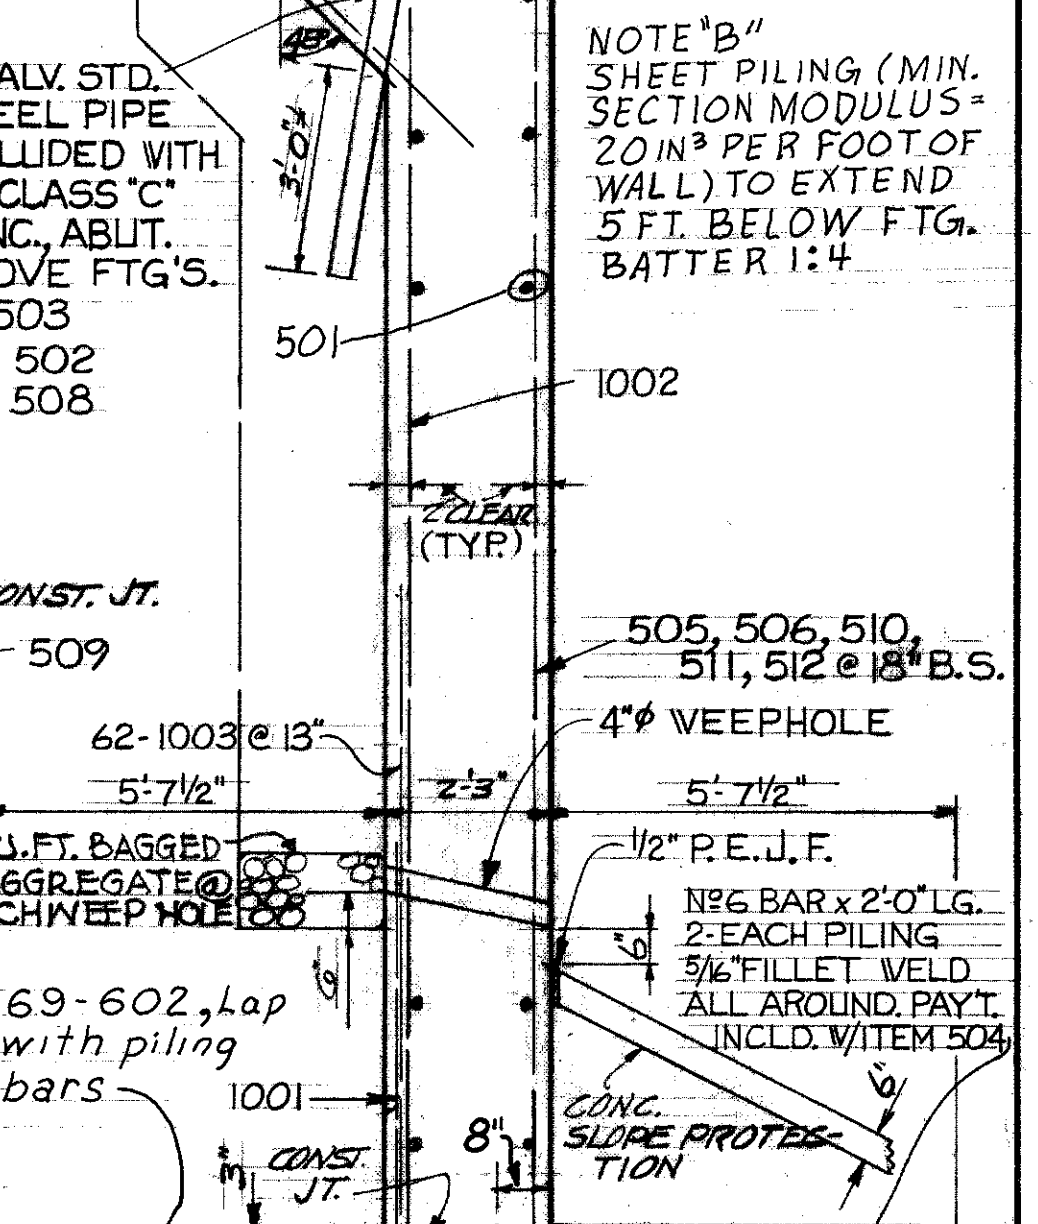 48°
3'-0"±
ALV. STD.
EEL PIPE
LUDED WITH
CLASS "C"
NC., ABUT.
OVE FTG'S.
503
502
508
NOTE "B"
SHEET PILING (MIN.
SECTION MODULUS =
20 IN³ PER FOOT OF
WALL) TO EXTEND
5 FT. BELOW FTG.
BATTER 1:4
501
1002
2" CLEAR
(TYP.)
ONST. JT.
509
505, 506, 510,
511, 512 @ 18" B.S.
62-1003 @ 13"
4"ø WEEPHOLE
5'-7½"
2'-3"
5'-7½"
J.FT. BAGGED
GGREGATE @
CH WEEP HOLE
½" P.E.J.F.
6"
6"
Nº6 BAR x 2'-0" LG.
2-EACH PILING
5/16" FILLET WELD
ALL AROUND. PAY'T.
INCLD. W/ITEM 504
69-602, Lap
with piling
bars
1001
3"
CONST.
JT.
8"
CONC.
SLOPE PROTEC-
TION
6"